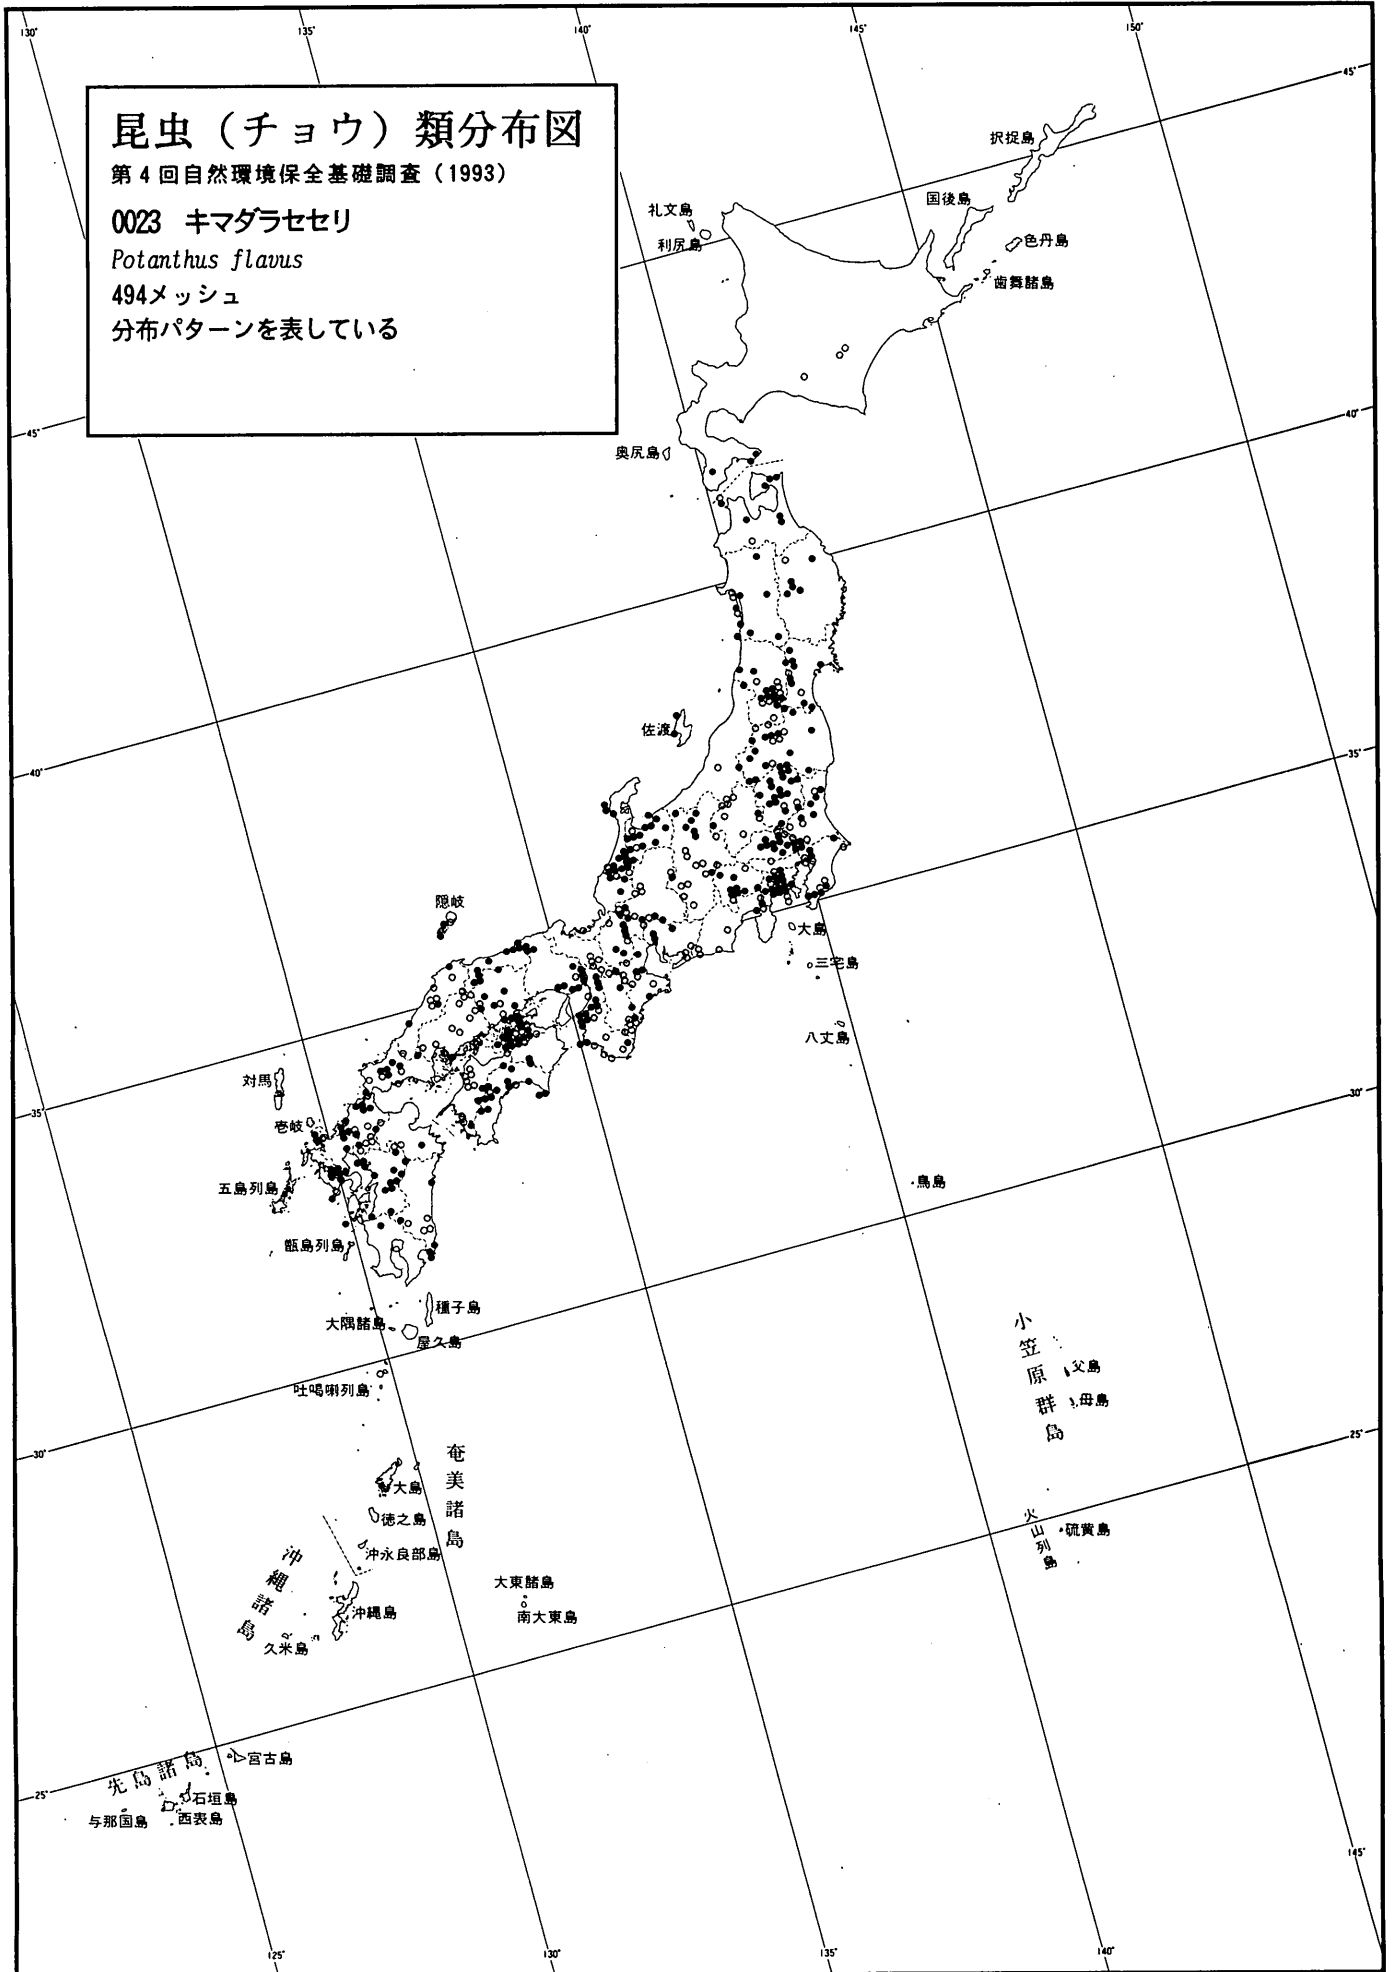 130°
135°
140°
145°
150°
昆虫（チョウ）類分布図
第4回自然環境保全基礎調査（1993）
0023 キマダラセセリ
Potanthus flavus
494メッシュ
分布パターンを表している
45°
択捉島
国後島
礼文島
利尻島
色丹島
歯舞諸島
40°
45°
奥尻島
佐渡
35°
40°
隠岐
大島
三宅島
八丈島
対馬
30°
35°
壱岐
五島列島
鳥島
甑島列島
種子島
大隅諸島
屋久島
吐喝喇列島
小笠原群島
父島
母島
25°
30°
奄美諸島
大島
徳之島
沖永良部島
火山列島
硫黄島
沖縄諸島
大東諸島
沖縄島
南大東島
久米島
先島諸島
宮古島
25°
石垣島
与那国島
西表島
145°
125°
130°
135°
140°